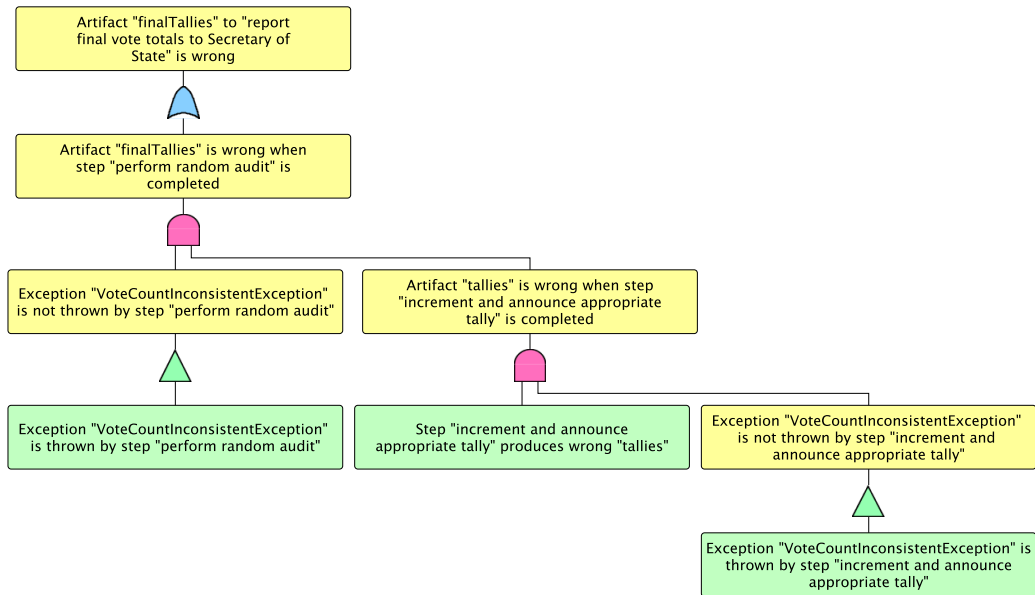 Artifact "finalTallies" to "report
final vote totals to Secretary of
State" is wrong
Artifact "finalTallies" is wrong when
step "perform random audit" is
completed
Exception "VoteCountInconsistentException"
is not thrown by step "perform random audit"
Artifact "tallies" is wrong when step
"increment and announce appropriate
tally" is completed
Exception "VoteCountInconsistentException"
is thrown by step "perform random audit"
Step "increment and announce
appropriate tally" produces wrong "tallies"
Exception "VoteCountInconsistentException"
is not thrown by step "increment and
announce appropriate tally"
Exception "VoteCountInconsistentException" is
thrown by step "increment and announce
appropriate tally"